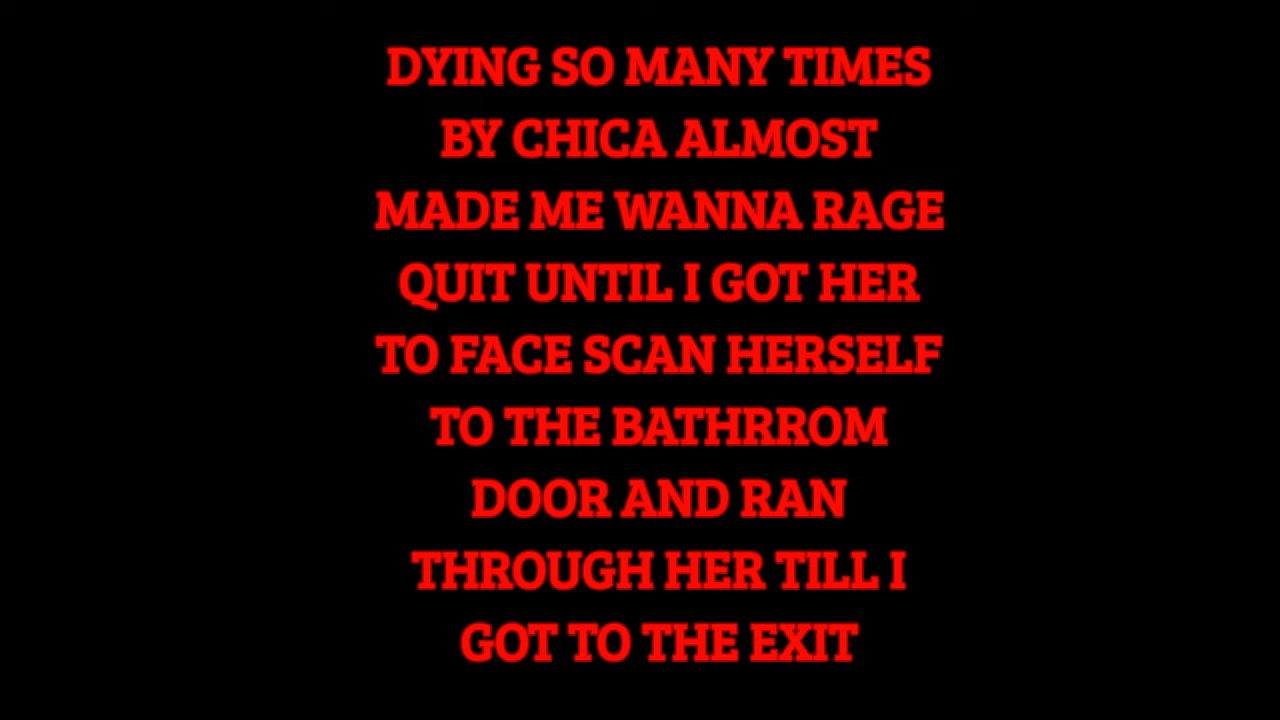 DYING SO MANY TIMES
BY CHICA ALMOST
MADE ME WANNA RAGE
QUIT UNTIL I GOT HER
TO FACE SCAN HERSELF
TO THE BATHRROM
DOOR AND RAN
THROUGH HER TILL I
GOT TO THE EXIT